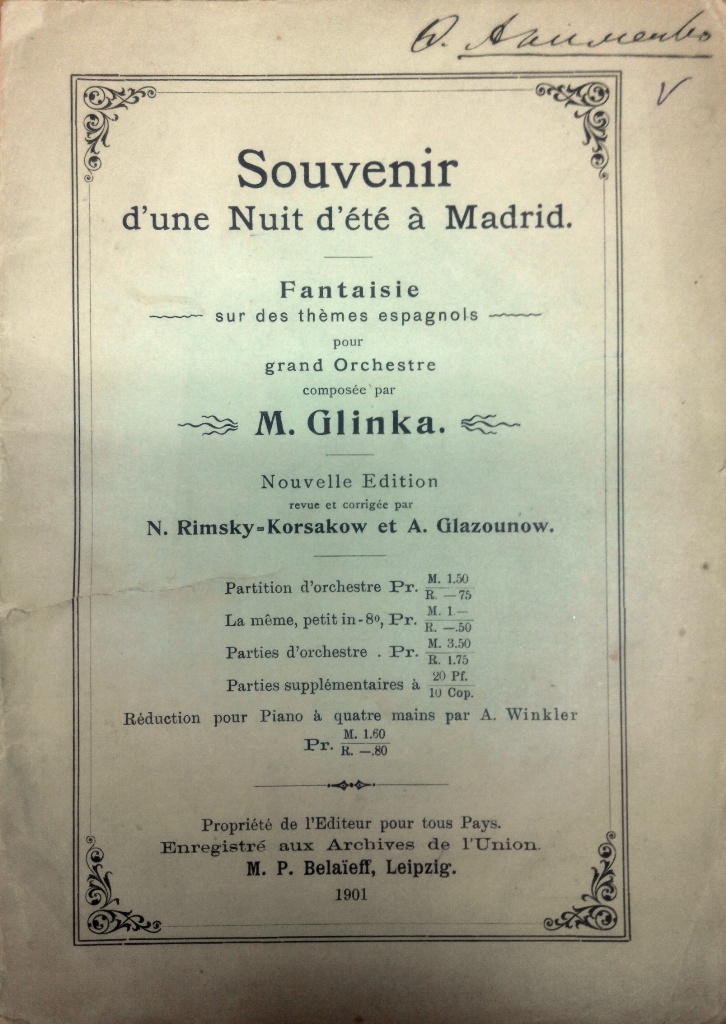 Souvenir
d'une Nuit d'été à Madrid.
Fantaisie
sur des thèmes espagnols
pour
grand Orchestre
composée par
M. Glinka.
Nouvelle Edition
revue et corrigée par
N. Rimsky-Korsakow et A. Glazounow.
Partition d'orchestre Pr. M. 1.50
R. —75
La même, petit in-8º, Pr. M. 1—
R. —.50
Parties d'orchestre . Pr. M. 3.50
R. 1.75
Parties supplémentaires à 20 Pf.
10 Cop.
Réduction pour Piano à quatre mains par A. Winkler
Pr. M. 1.60
R. —.80
Propriété de l'Editeur pour tous Pays.
Enregistré aux Archives de l'Union.
M. P. Belaïeff, Leipzig.
1901